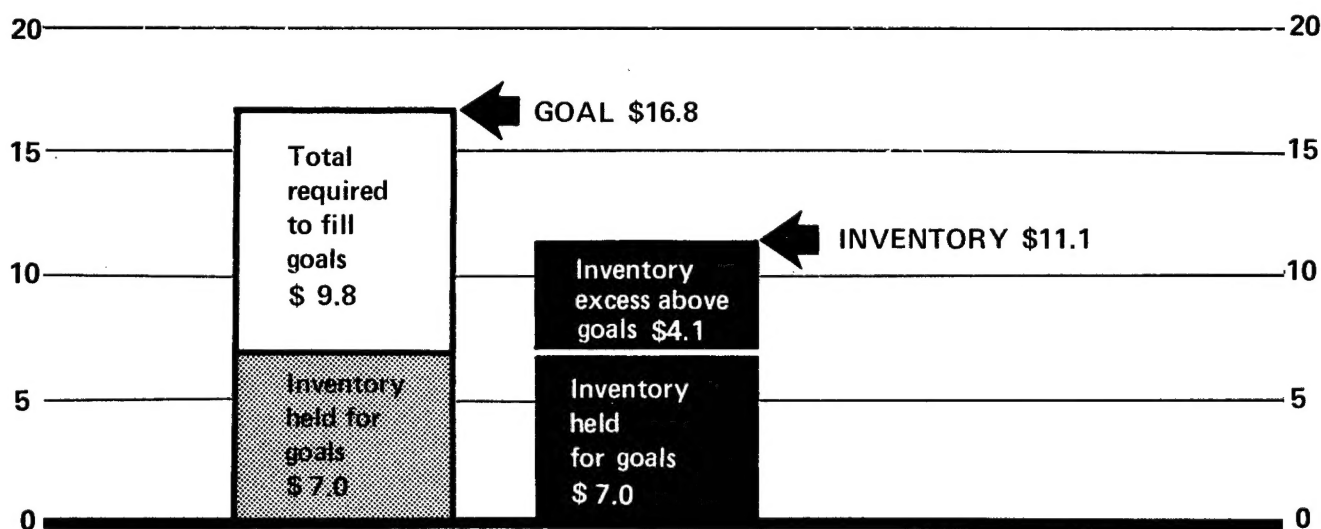 20
20
GOAL $16.8
15
15
Total
required
to fill
goals
$ 9.8
INVENTORY $11.1
10
10
Inventory
excess above
goals $4.1
5
5
Inventory
held for
goals
$ 7.0
Inventory
held
for goals
$ 7.0
0
0